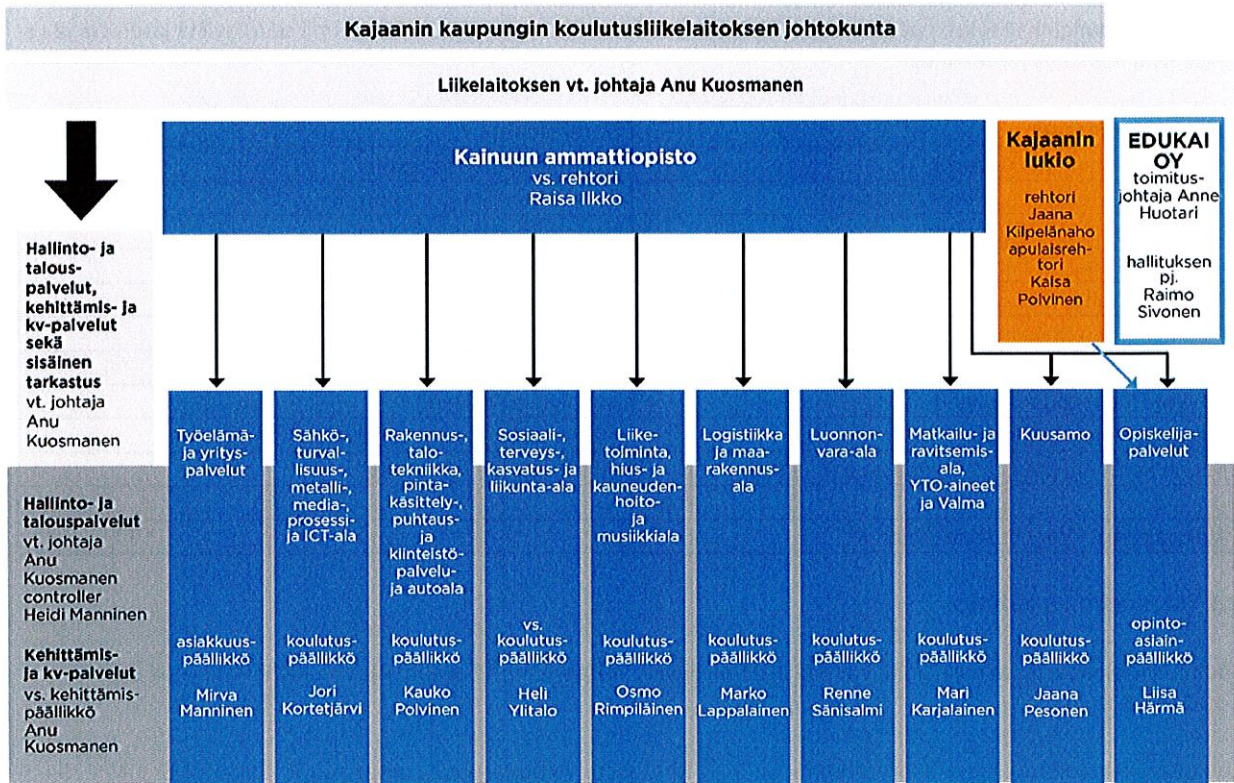 Kajaanin kaupungin koulutusliikelaitoksen johtokunta
Liikelaitoksen vt. johtaja Anu Kuosmanen
Kainuun ammattiopisto
vs. rehtori
Raisa Ilkko
Kajaanin
lukio
rehtori
Jaana
Kilpelänaho
apulaisreh-
tori
Kaisa
Polvinen
EDUKAI
OY
toimitus-
johtaja Anne
Huotari
hallituksen
pj.
Raimo
Sivonen
Hallinto- ja
talous-
palvelut,
kehittämis- ja
kv-palvelut
sekä
sisäinen
tarkastus
vt. johtaja
Anu
Kuosmanen
Hallinto- ja
talouspalvelut
vt. johtaja
Anu
Kuosmanen
controller
Heidi Manninen
Kehittämis-
ja kv-palvelut
vs. kehittämis-
päällikkö
Anu
Kuosmanen
Työelämä-
ja yritys-
palvelut
asiakkuus-
päällikkö
Mirva
Manninen
Sähkö-,
turval-
lisuus-,
metalli-,
media-,
prosessi-
ja ICT-ala
koulutus-
päällikkö
Jori
Kortetjärvi
Rakennus-,
talo-
tekniikka,
pinta-
käsittely-,
puhtaus-
ja
kiinteistö-
palvelu-
ja autoala
koulutus-
päällikkö
Kauko
Polvinen
Sosiaali-,
terveys-,
kasvatus- ja
liikunta-ala
vs.
koulutus-
päällikkö
Heli
Ylitalo
Liike-
toiminta,
hius- ja
kauneuden-
hoito-
ja
musiikkiala
koulutus-
päällikkö
Osmo
Rimpiläinen
Logistiikka
ja maa-
rakennus-
ala
koulutus-
päällikkö
Marko
Lappalainen
Luonnon-
vara-ala
koulutus-
päällikkö
Renne
Sänisalmi
Matkailu- ja
ravitsemis-
ala,
YTO-aineet
ja Valma
koulutus-
päällikkö
Mari
Karjalainen
Kuusamo
koulutus-
päällikkö
Jaana
Pesonen
Opiskelija-
palvelut
opinto-
asiain-
päällikkö
Liisa
Härmä